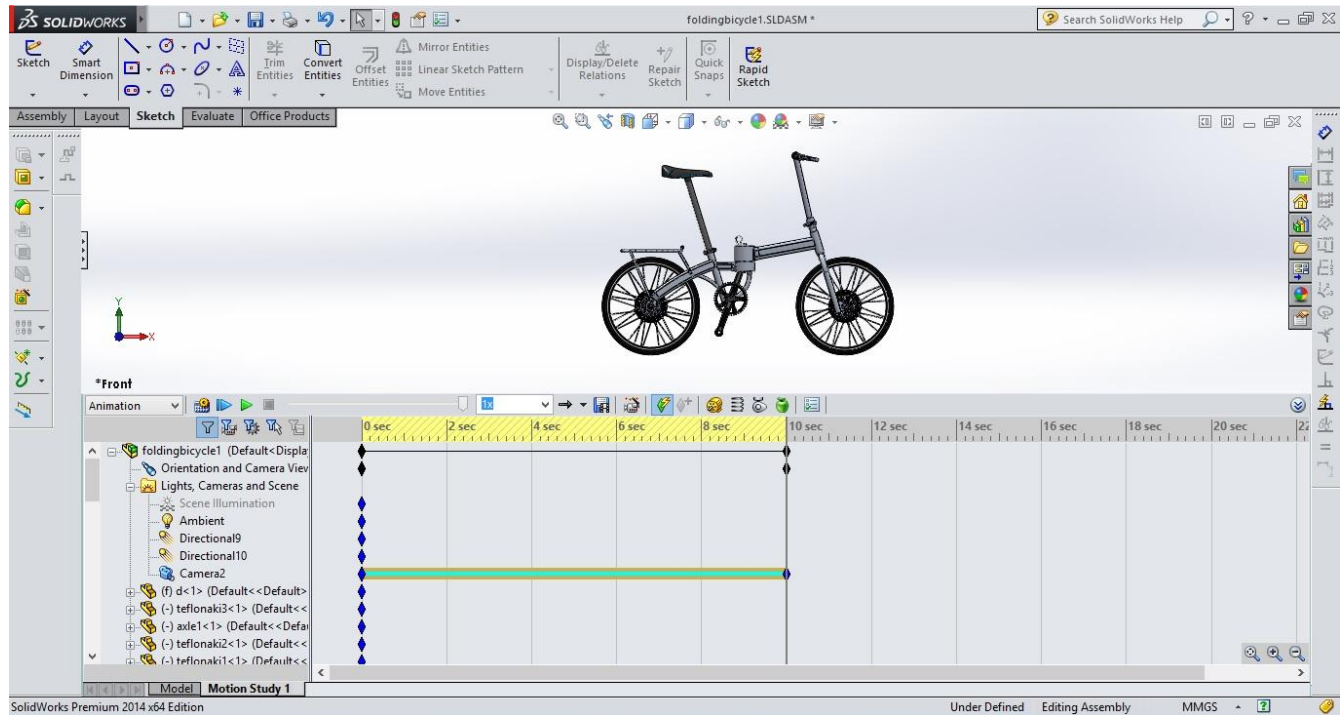 SOLIDWORKS
foldingbicycle1.SLDASM *
Search SolidWorks Help
Sketch
Smart Dimension
Trim Entities
Convert Entities
Offset Entities
Mirror Entities
Linear Sketch Pattern
Move Entities
Display/Delete Relations
Repair Sketch
Quick Snaps
Rapid Sketch
Assembly Layout Sketch Evaluate Office Products
Y
X
*Front
Animation
1x
0 sec 2 sec 4 sec 6 sec 8 sec 10 sec 12 sec 14 sec 16 sec 18 sec 20 sec 22
foldingbicycle1 (Default<Displa
Orientation and Camera View
Lights, Cameras and Scene
Scene Illumination
Ambient
Directional9
Directional10
Camera2
(f) d<1> (Default<<Default>
(-) teflonaki3<1> (Default<<
(-) axle1<1> (Default<<Defau
(-) teflonaki2<1> (Default<<
(-) teflonaki1<1> (Default<<
Model Motion Study 1
SolidWorks Premium 2014 x64 Edition
Under Defined Editing Assembly MMGS